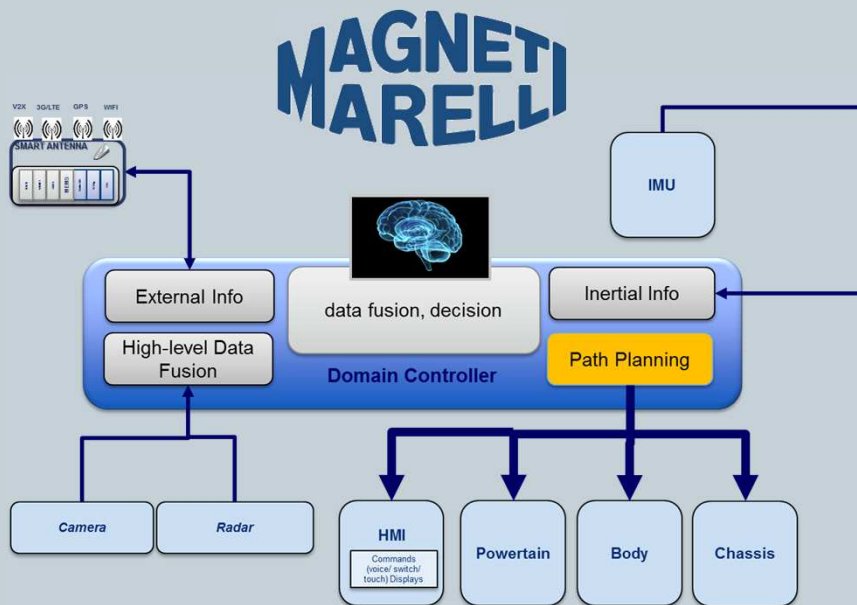 MAGNETI
MARELLI
V2X
3G/LTE
GPS
WIFI
SMART ANTENNA
IMU
External Info
data fusion, decision
Inertial Info
High-level Data
Fusion
Path Planning
Domain Controller
Camera
Radar
HMI
Commands
(voice/ switch/
touch) Displays
Powertain
Body
Chassis